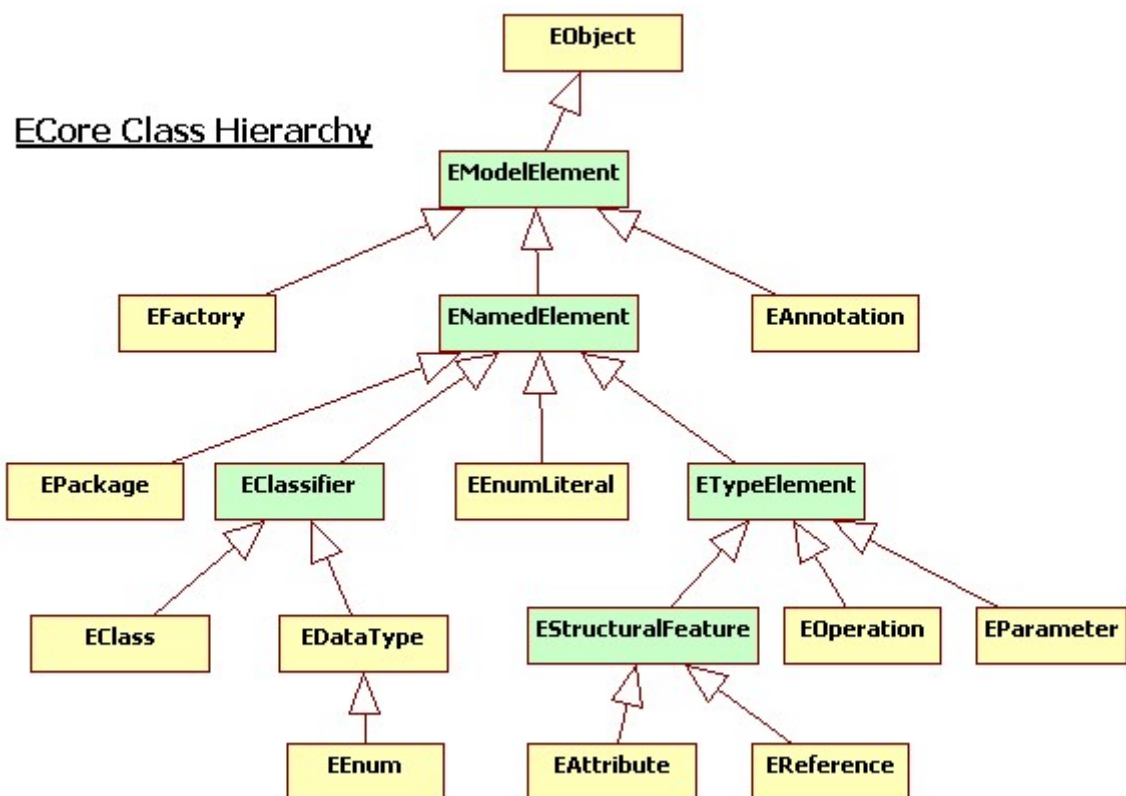 EObject
ECore Class Hierarchy
EModelElement
EFactory
ENamedElement
EAnnotation
EPackage
EClassifier
EEnumLiteral
ETypeElement
EClass
EDataType
EStructuralFeature
EOperation
EParameter
EEnum
EAttribute
EReference